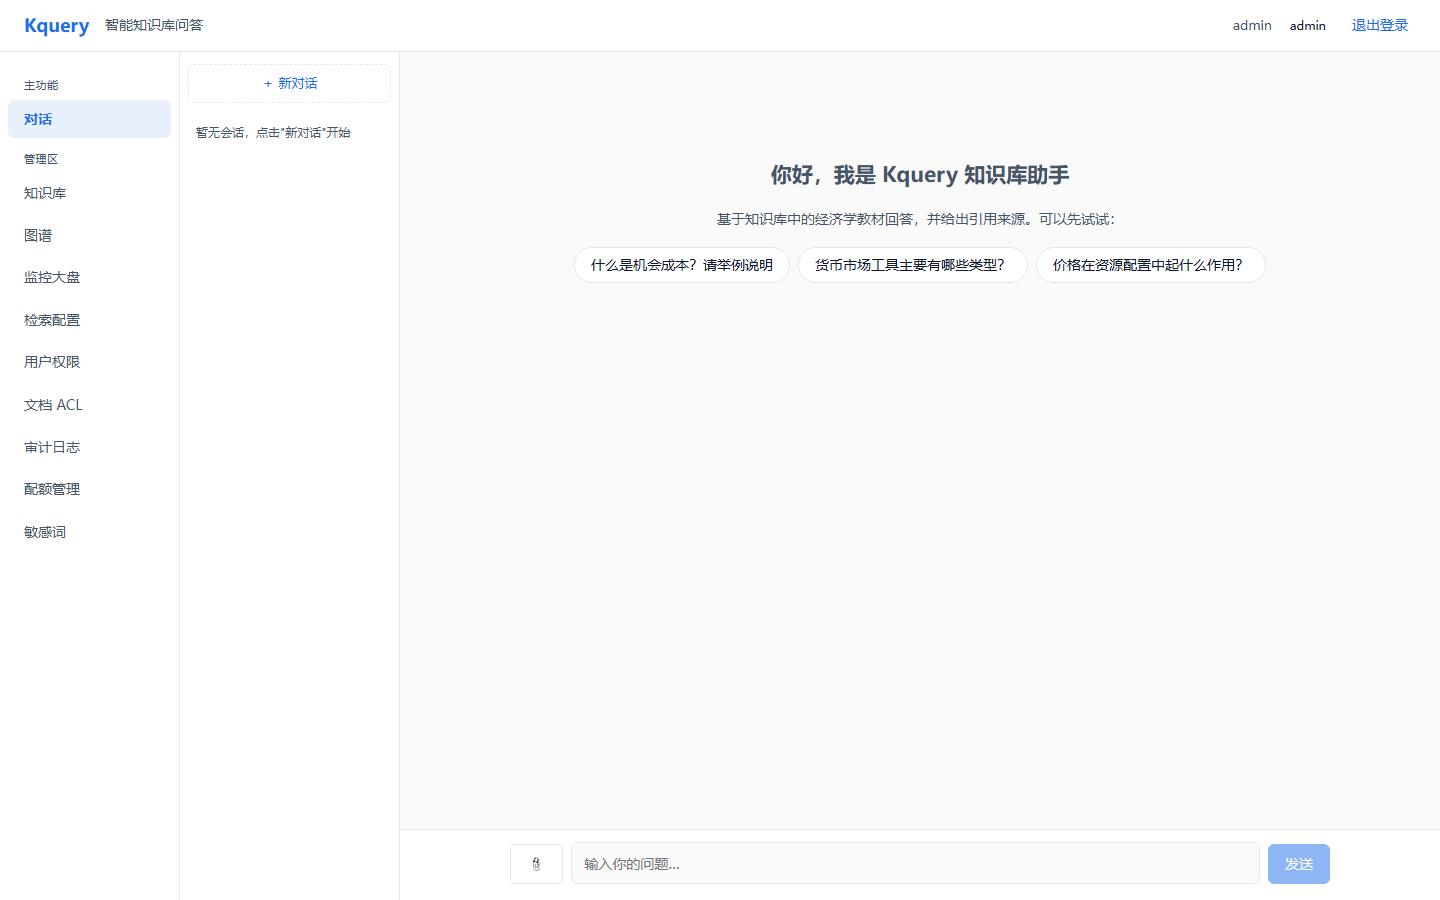 Kquery 智能知识库问答 admin admin 退出登录
主功能
对话
管理区
知识库
图谱
监控大盘
检索配置
用户权限
文档 ACL
审计日志
配额管理
敏感词
+ 新对话
暂无会话，点击"新对话"开始
你好，我是 Kquery 知识库助手
基于知识库中的经济学教材回答，并给出引用来源。可以先试试：
什么是机会成本？请举例说明
货币市场工具主要有哪些类型？
价格在资源配置中起什么作用？
输入你的问题...
发送